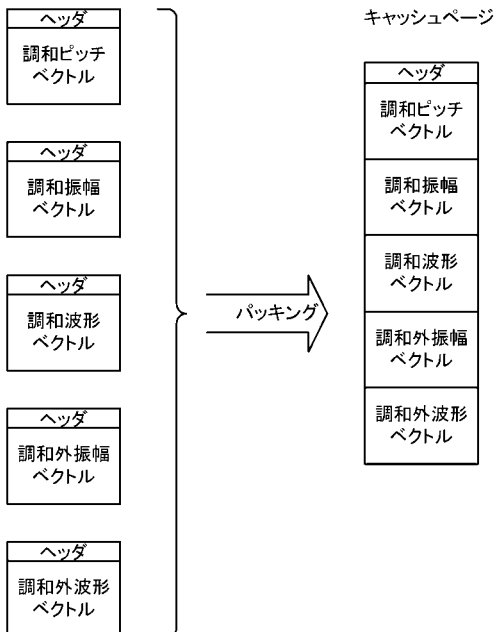 ヘッダ
調和ピッチ
ベクトル
ヘッダ
調和振幅
ベクトル
ヘッダ
調和波形
ベクトル
ヘッダ
調和外振幅
ベクトル
ヘッダ
調和外波形
ベクトル
パッキング
キャッシュページ
ヘッダ
調和ピッチ
ベクトル
調和振幅
ベクトル
調和波形
ベクトル
調和外振幅
ベクトル
調和外波形
ベクトル